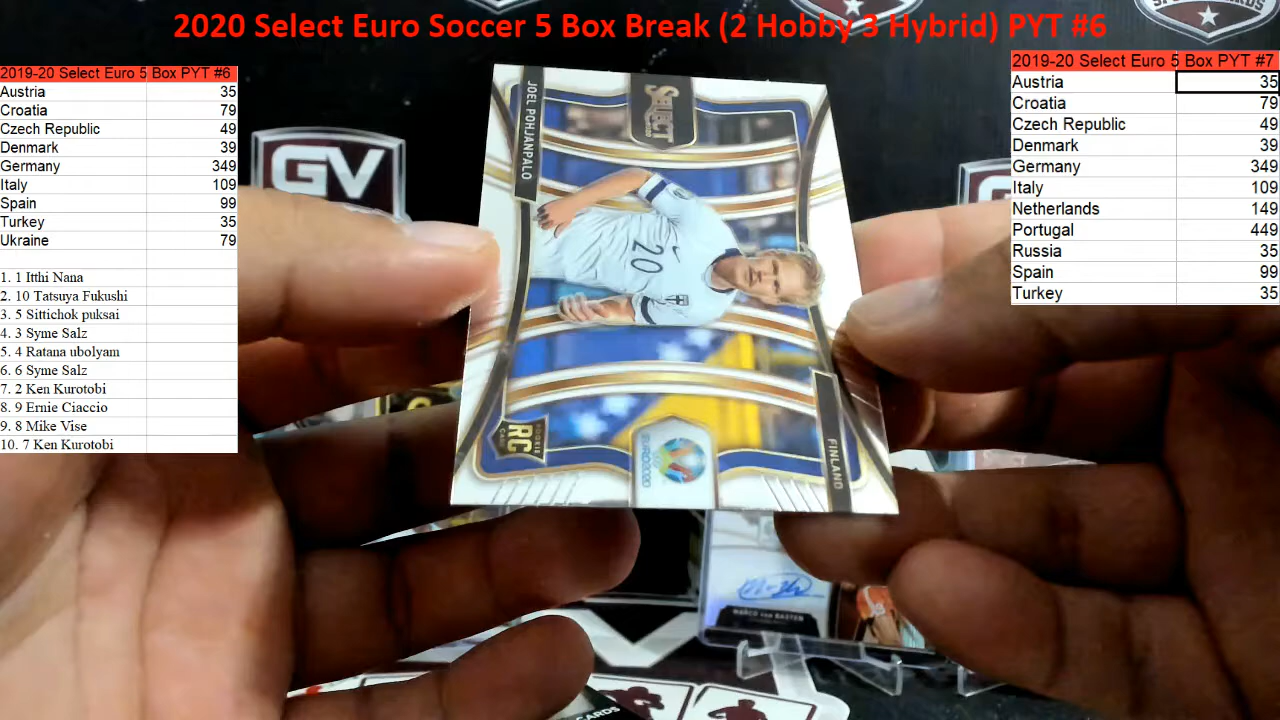 2020 Select Euro Soccer 5 Box Break (2 Hobby 3 Hybrid) PYT #6
2019-20 Select Euro 5 Box PYT #6
Austria 35
Croatia 79
Czech Republic 49
Denmark 39
Germany 349
Italy 109
Spain 99
Turkey 35
Ukraine 79
1. 1 Itthi Nana
2. 10 Tatsuya Fukushi
3. 5 Sittichok puksai
4. 3 Syme Salz
5. 4 Ratana ubolyam
6. 6 Syme Salz
7. 2 Ken Kurotobi
8. 9 Ernie Ciaccio
9. 8 Mike Vise
10. 7 Ken Kurotobi
2019-20 Select Euro 5 Box PYT #7
Austria 35
Croatia 79
Czech Republic 49
Denmark 39
Germany 349
Italy 109
Netherlands 149
Portugal 449
Russia 35
Spain 99
Turkey 35
GV
JOEL POHJANPALO
SELECT
2020
20
ROOKIE
RC
CARD
EURO2020
FINLAND
MARCO VAN BASTEN
CARDS